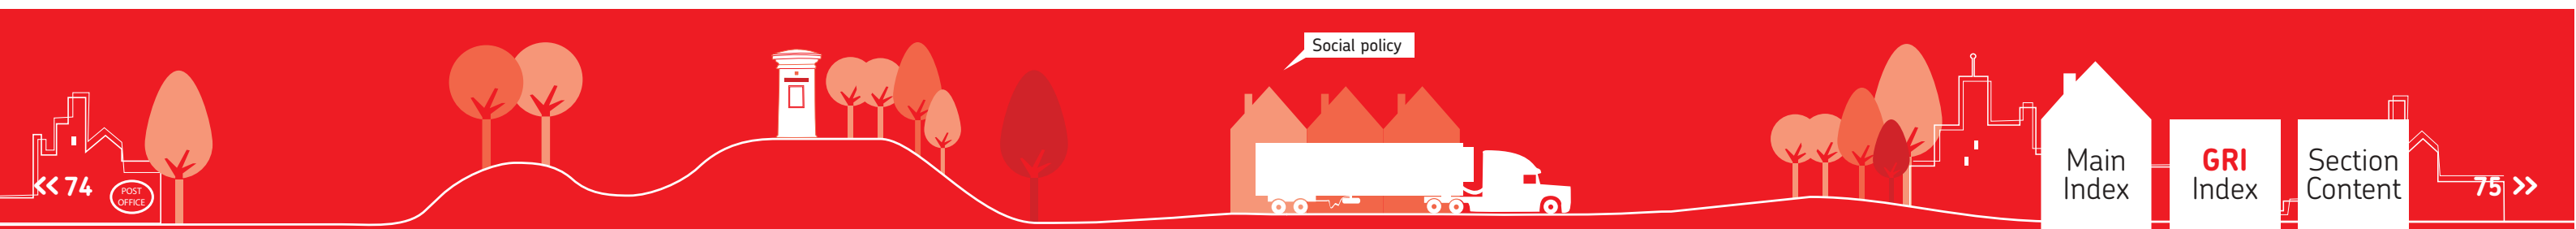 Social policy
« 74
POST
OFFICE
Main
Index
GRI
Index
Section
Content
75 »